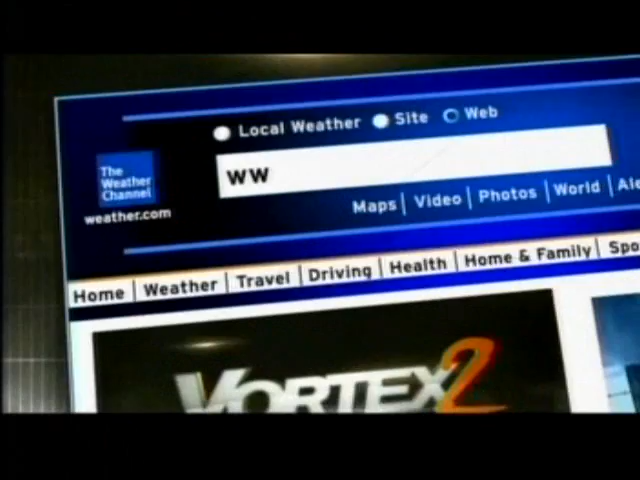 Local Weather Site Web
The
Weather
Channel
ww
weather.com
Maps Video Photos World
Home Weather Travel Driving Health Home & Family
VORTEX2